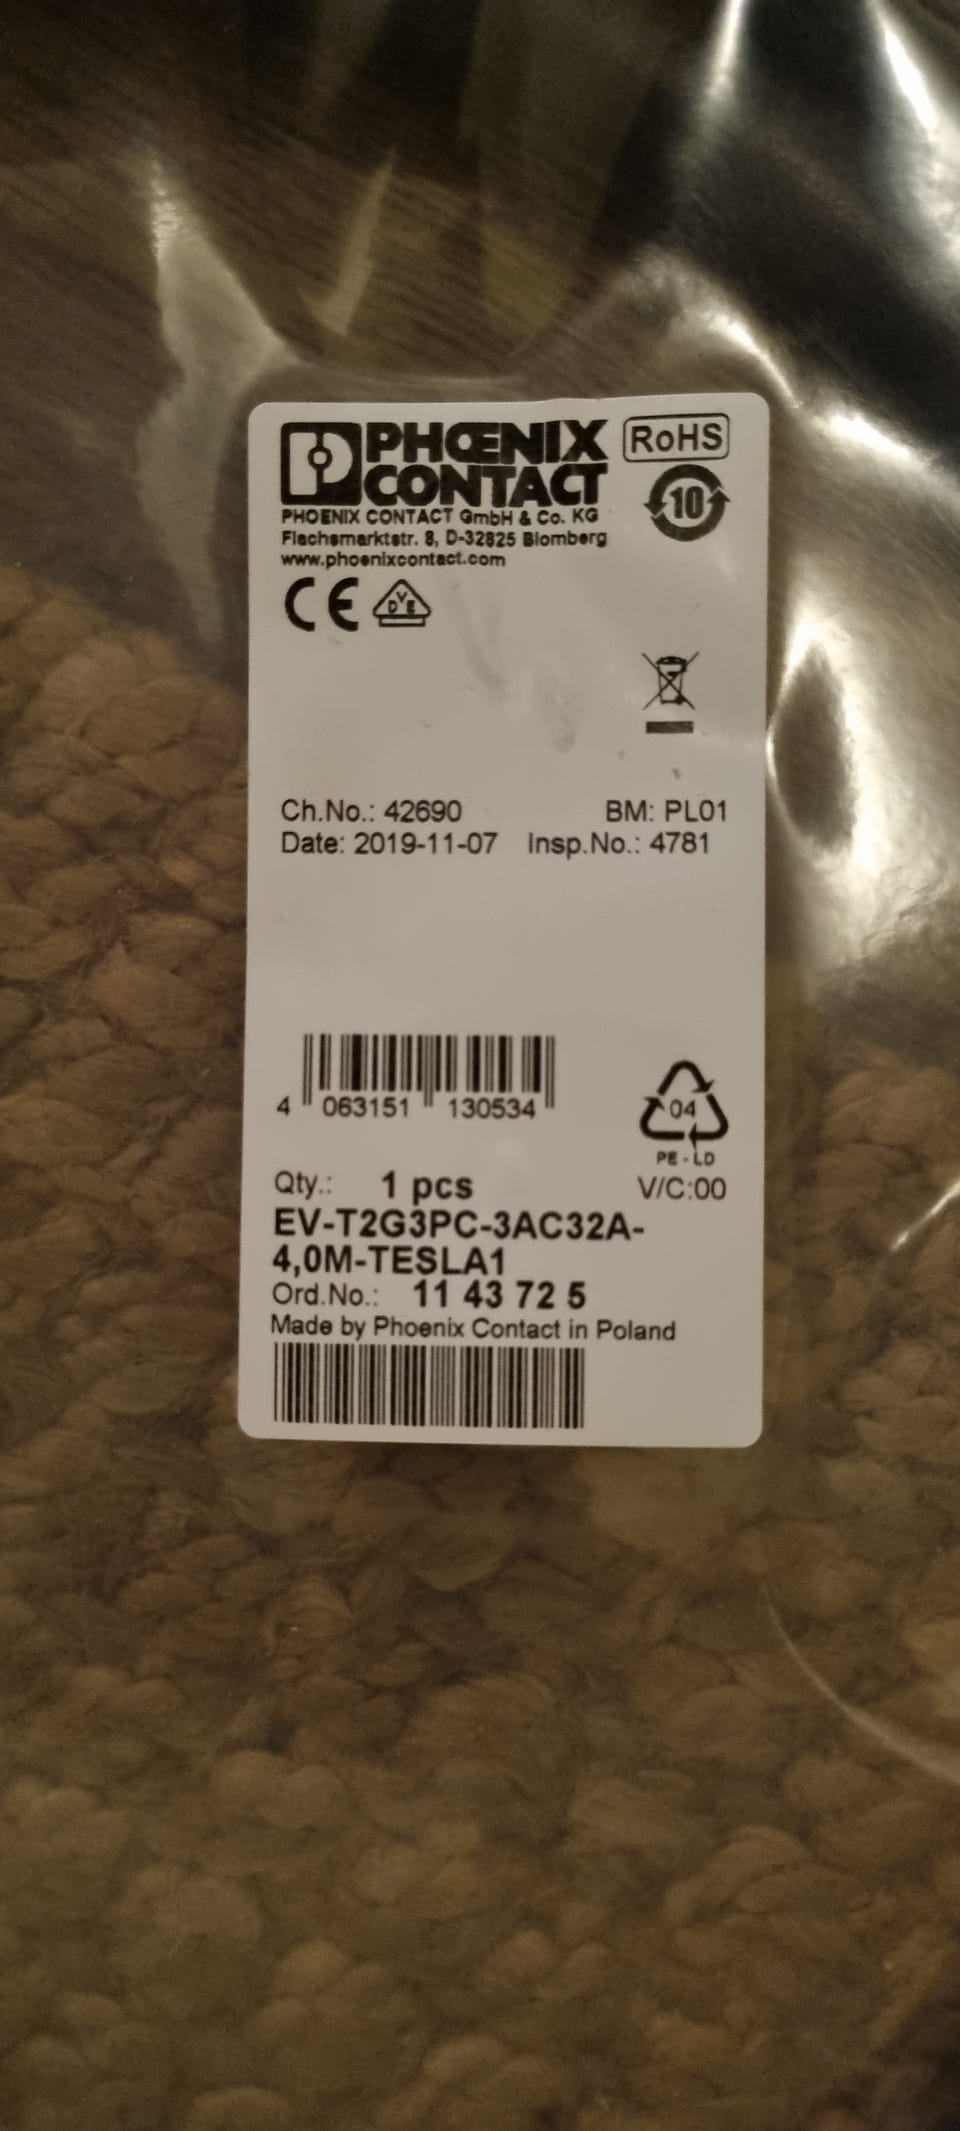 PHŒNIX
CONTACT
RoHS
10
PHOENIX CONTACT GmbH & Co. KG
Flachsmarktstr. 8, D-32825 Blomberg
www.phoenixcontact.com
CE
DVE
Ch.No.: 42690 BM: PL01
Date: 2019-11-07 Insp.No.: 4781
4 063151 130534
04
PE-LD
Qty.: 1 pcs V/C:00
EV-T2G3PC-3AC32A-
4,0M-TESLA1
Ord.No.: 11 43 72 5
Made by Phoenix Contact in Poland